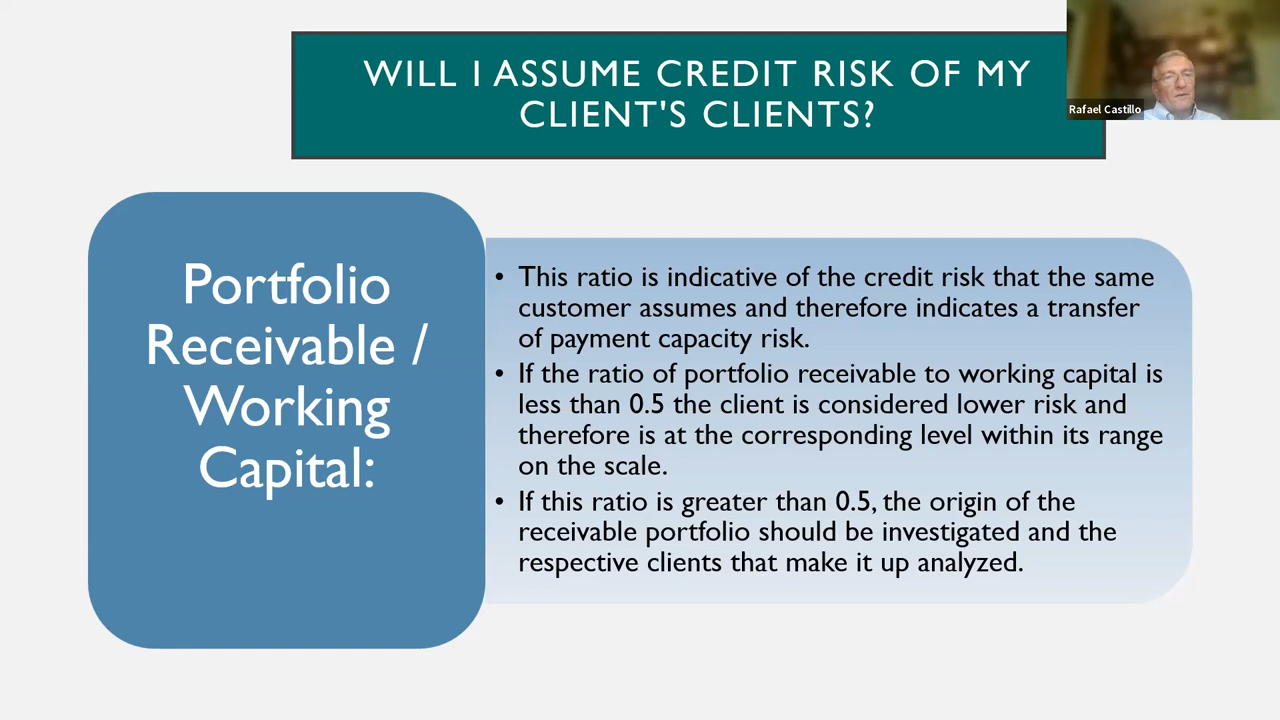 WILL I ASSUME CREDIT RISK OF MY
CLIENT'S CLIENTS?
Rafael Castillo
Portfolio
Receivable /
Working
Capital:
• This ratio is indicative of the credit risk that the same
customer assumes and therefore indicates a transfer
of payment capacity risk.
• If the ratio of portfolio receivable to working capital is
less than 0.5 the client is considered lower risk and
therefore is at the corresponding level within its range
on the scale.
• If this ratio is greater than 0.5, the origin of the
receivable portfolio should be investigated and the
respective clients that make it up analyzed.